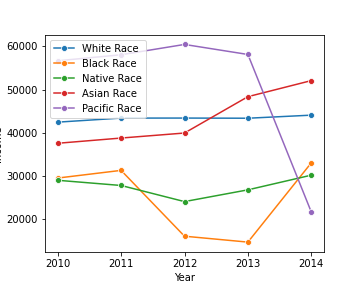 White Race
Black Race
Native Race
Asian Race
Pacific Race
60000
50000
40000
30000
20000
2010
2011
2012
2013
2014
Year